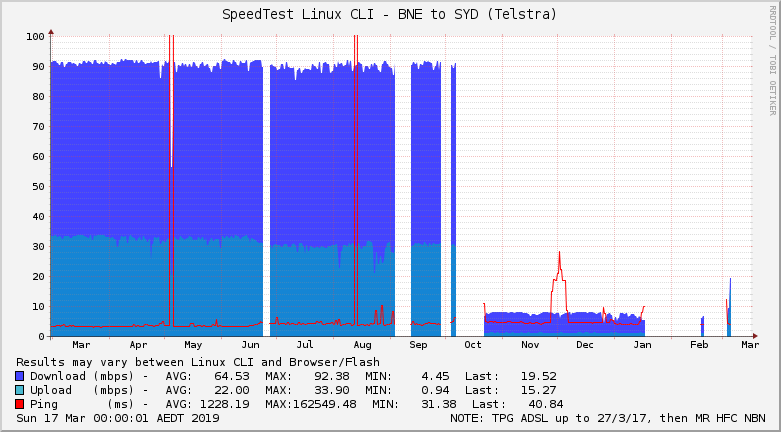 SpeedTest Linux CLI - BNE to SYD (Telstra)
RRDTOOL / TOBI OETIKER
100
90
80
70
60
50
40
30
20
10
0
Mar Apr May Jun Jul Aug Sep Oct Nov Dec Jan Feb Mar
Results may vary between Linux CLI and Browser/Flash
Download (mbps) - AVG: 64.53 MAX: 92.38 MIN: 4.45 Last: 19.52
Upload (mbps) - AVG: 22.00 MAX: 33.90 MIN: 0.94 Last: 15.27
Ping (ms) - AVG: 1228.19 MAX:162549.48 MIN: 31.38 Last: 40.84
Sun 17 Mar 00:00:01 AEDT 2019 NOTE: TPG ADSL up to 27/3/17, then MR HFC NBN